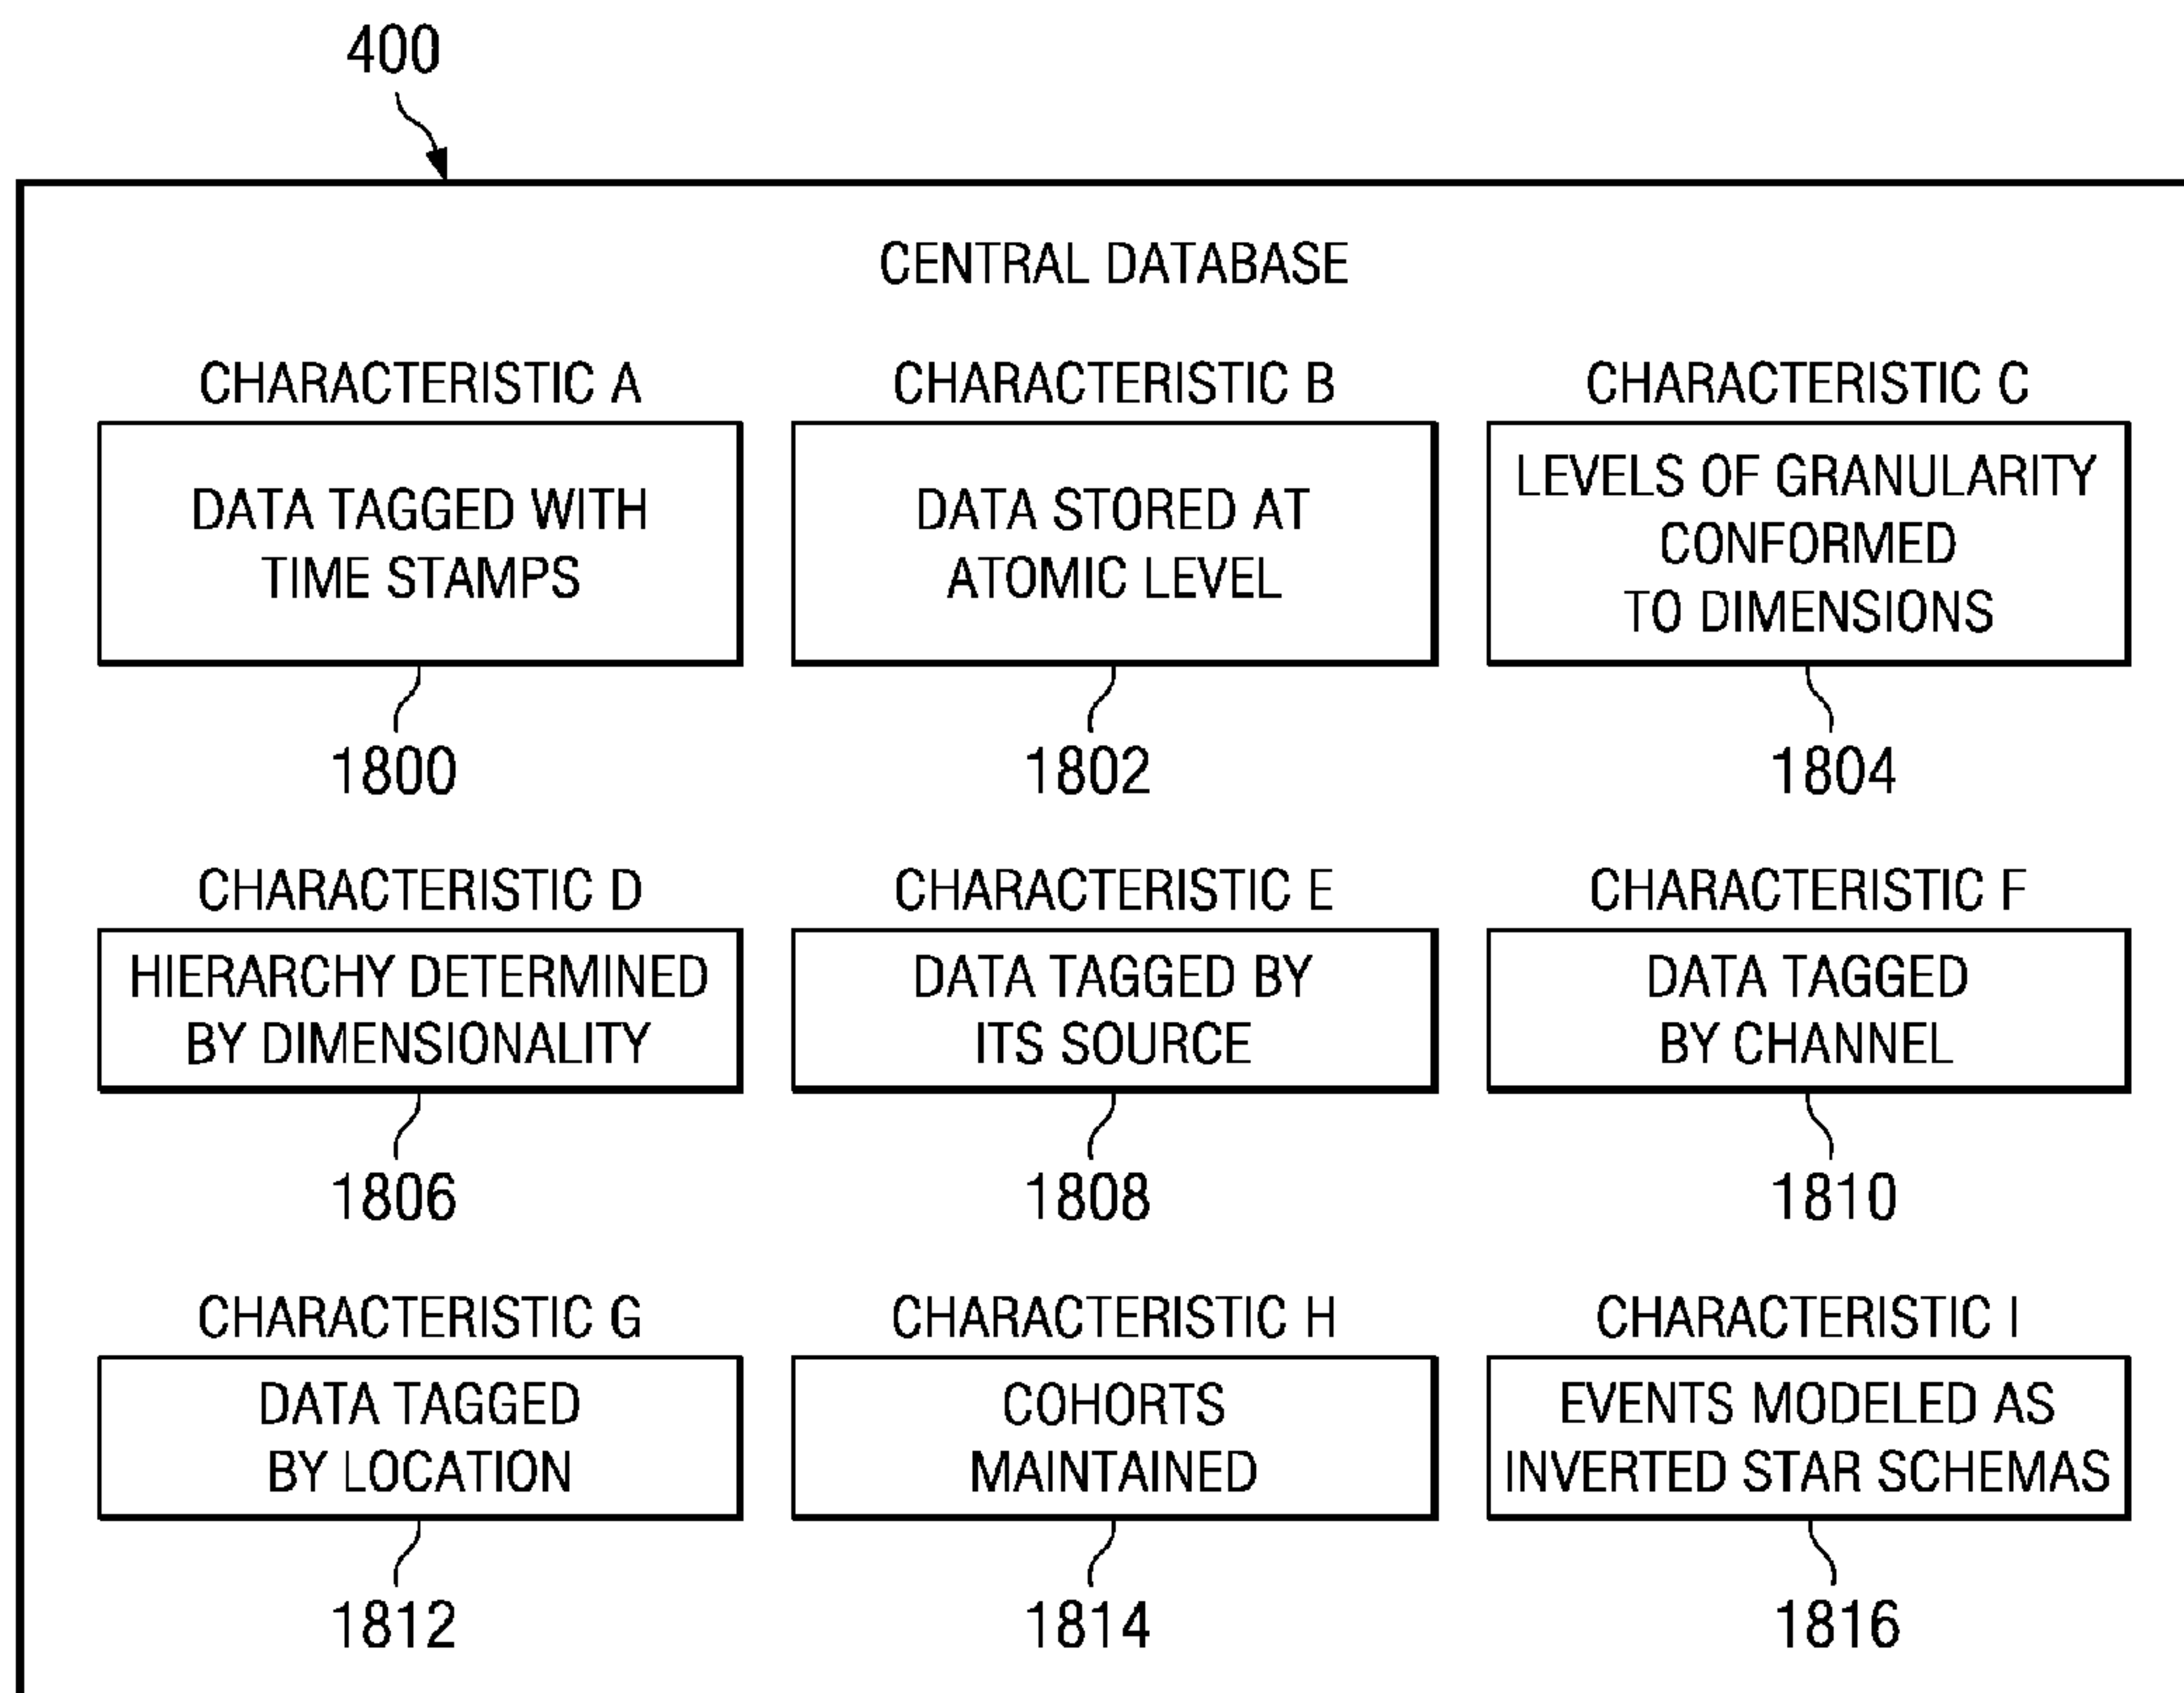 400
CENTRAL DATABASE
CHARACTERISTIC A
DATA TAGGED WITH
TIME STAMPS
1800
CHARACTERISTIC B
DATA STORED AT
ATOMIC LEVEL
1802
CHARACTERISTIC C
LEVELS OF GRANULARITY
CONFORMED
TO DIMENSIONS
1804
CHARACTERISTIC D
HIERARCHY DETERMINED
BY DIMENSIONALITY
1806
CHARACTERISTIC E
DATA TAGGED BY
ITS SOURCE
1808
CHARACTERISTIC F
DATA TAGGED
BY CHANNEL
1810
CHARACTERISTIC G
DATA TAGGED
BY LOCATION
1812
CHARACTERISTIC H
COHORTS
MAINTAINED
1814
CHARACTERISTIC I
EVENTS MODELED AS
INVERTED STAR SCHEMAS
1816